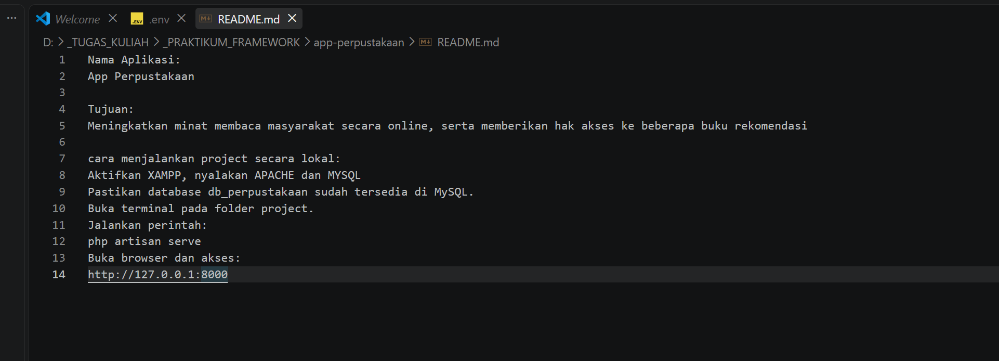 Welcome
.env
README.md
D: > _TUGAS_KULIAH > _PRAKTIKUM_FRAMEWORK > app-perpustakaan > README.md
1 Nama Aplikasi:
2 App Perpustakaan
3
4 Tujuan:
5 Meningkatkan minat membaca masyarakat secara online, serta memberikan hak akses ke beberapa buku rekomendasi
6
7 cara menjalankan project secara lokal:
8 Aktifkan XAMPP, nyalakan APACHE dan MYSQL
9 Pastikan database db_perpustakaan sudah tersedia di MySQL.
10 Buka terminal pada folder project.
11 Jalankan perintah:
12 php artisan serve
13 Buka browser dan akses:
14 http://127.0.0.1:8000